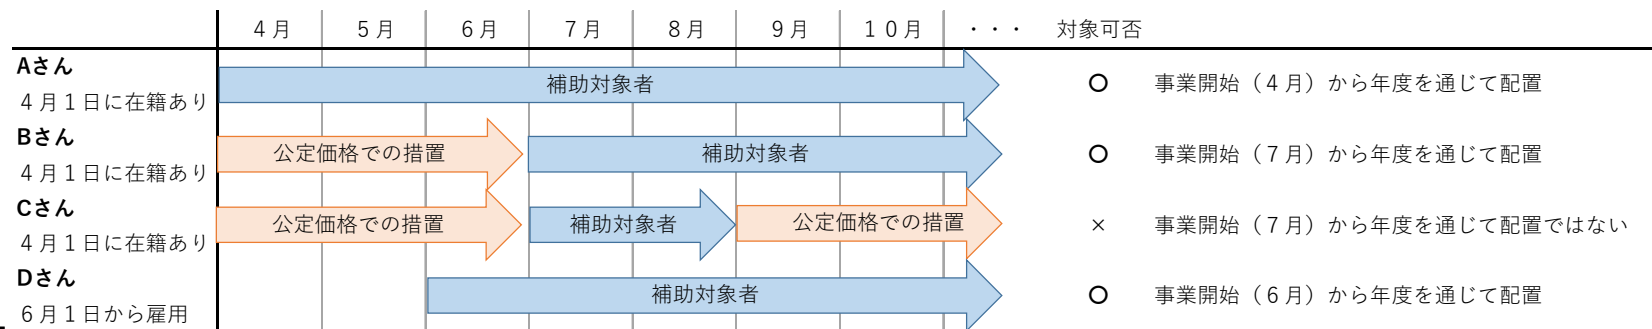 ４月 ５月 ６月 ７月 ８月 ９月 １０月 ・・・ 対象可否
Aさん
４月１日に在籍あり 補助対象者 〇 事業開始（４月）から年度を通じて配置
Bさん
４月１日に在籍あり 公定価格での措置 補助対象者 〇 事業開始（７月）から年度を通じて配置
Cさん
４月１日に在籍あり 公定価格での措置 補助対象者 公定価格での措置 × 事業開始（７月）から年度を通じて配置ではない
Dさん
６月１日から雇用 補助対象者 〇 事業開始（６月）から年度を通じて配置